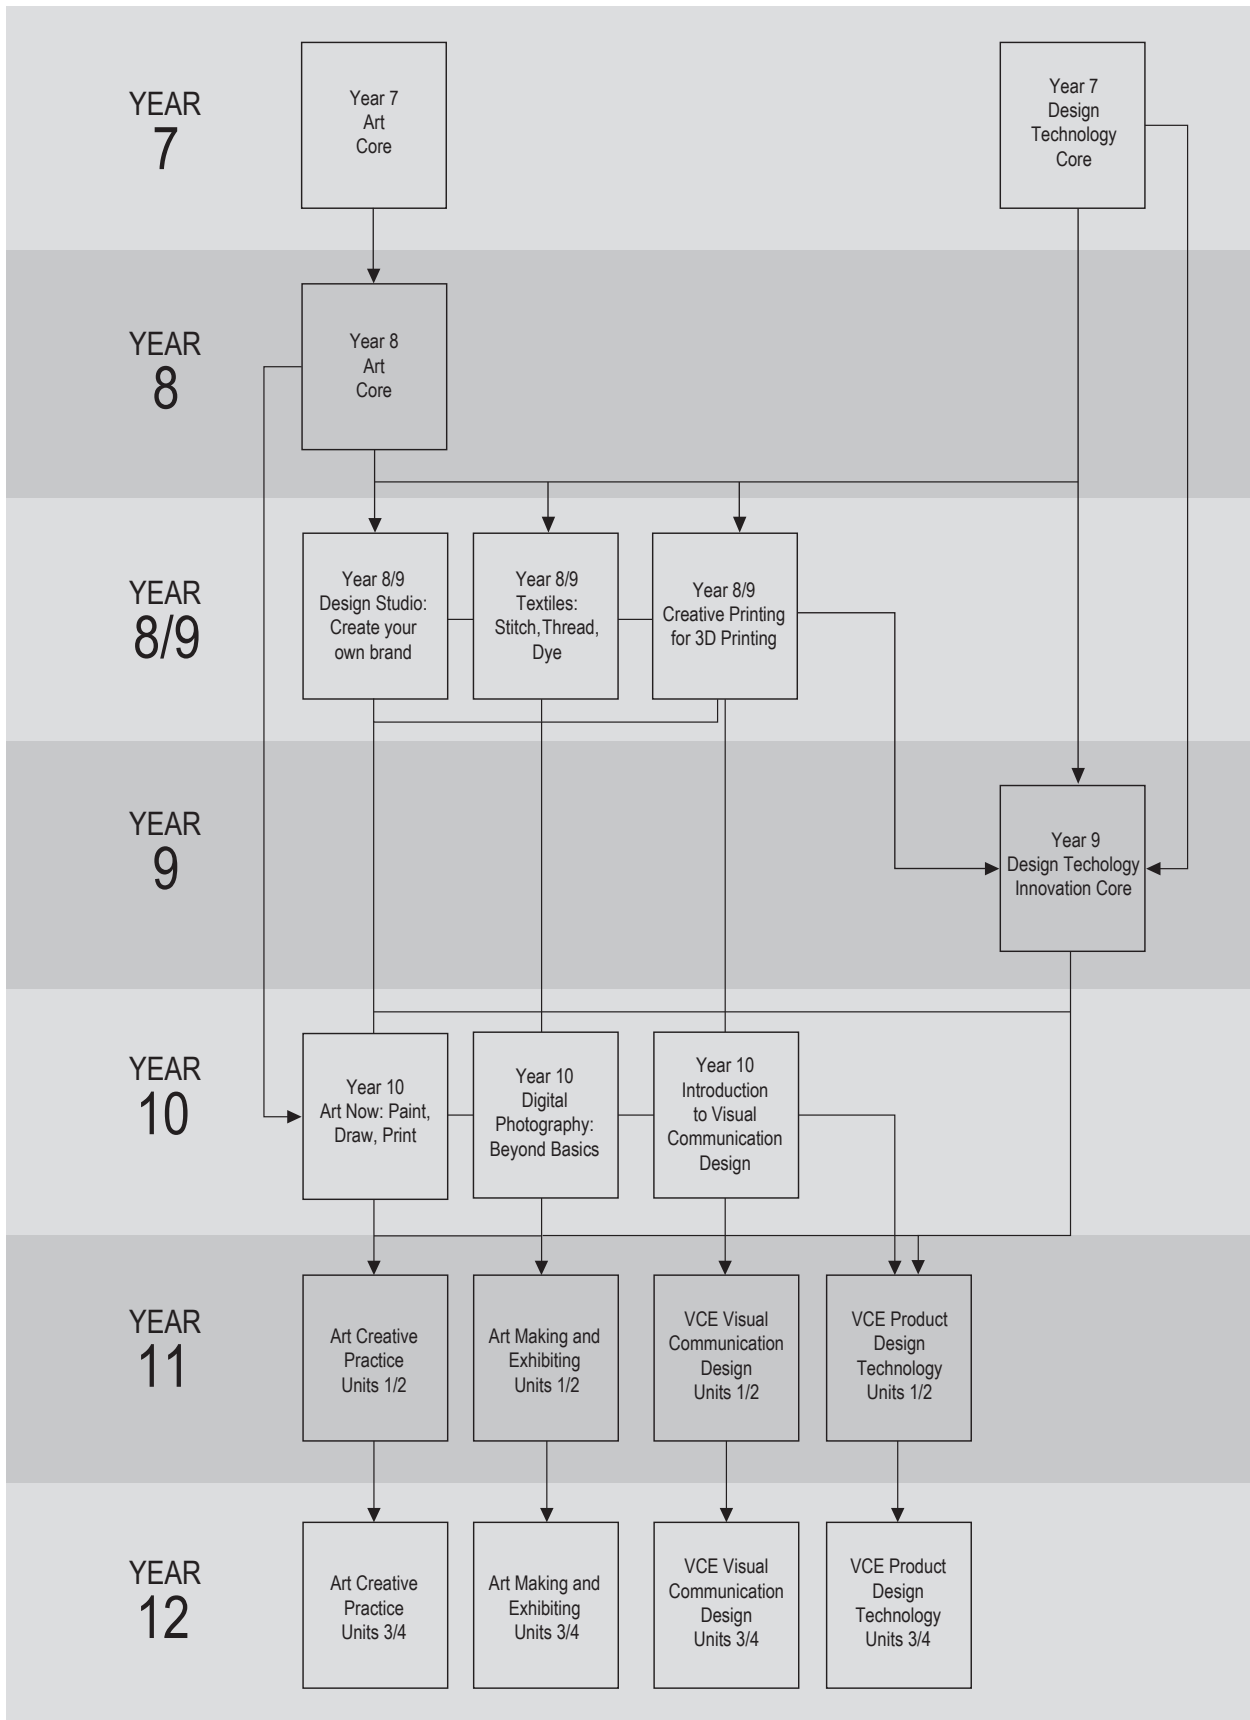 YEAR
7
Year 7
Art
Core
Year 7
Design
Technology
Core
YEAR
8
Year 8
Art
Core
YEAR
8/9
Year 8/9
Design Studio:
Create your
own brand
Year 8/9
Textiles:
Stitch,Thread,
Dye
Year 8/9
Creative Printing
for 3D Printing
YEAR
9
Year 9
Design Techology
Innovation Core
YEAR
10
Year 10
Art Now: Paint,
Draw, Print
Year 10
Digital
Photography:
Beyond Basics
Year 10
Introduction
to Visual
Communication
Design
YEAR
11
Art Creative
Practice
Units 1/2
Art Making and
Exhibiting
Units 1/2
VCE Visual
Communication
Design
Units 1/2
VCE Product
Design
Technology
Units 1/2
YEAR
12
Art Creative
Practice
Units 3/4
Art Making and
Exhibiting
Units 3/4
VCE Visual
Communication
Design
Units 3/4
VCE Product
Design
Technology
Units 3/4